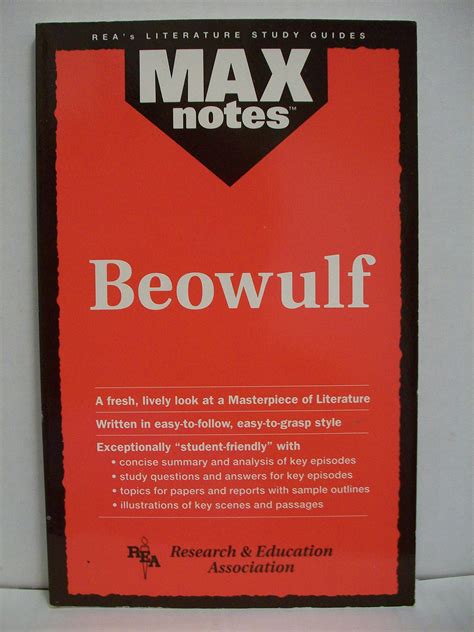 REA's LITERATURE STUDY GUIDES
MAX
notes™
Beowulf
A fresh, lively look at a Masterpiece of Literature
Written in easy-to-follow, easy-to-grasp style
Exceptionally “student-friendly” with
• concise summary and analysis of key episodes
• study questions and answers for key episodes
• topics for papers and reports with sample outlines
• illustrations of key scenes and passages
REA Research & Education
Association